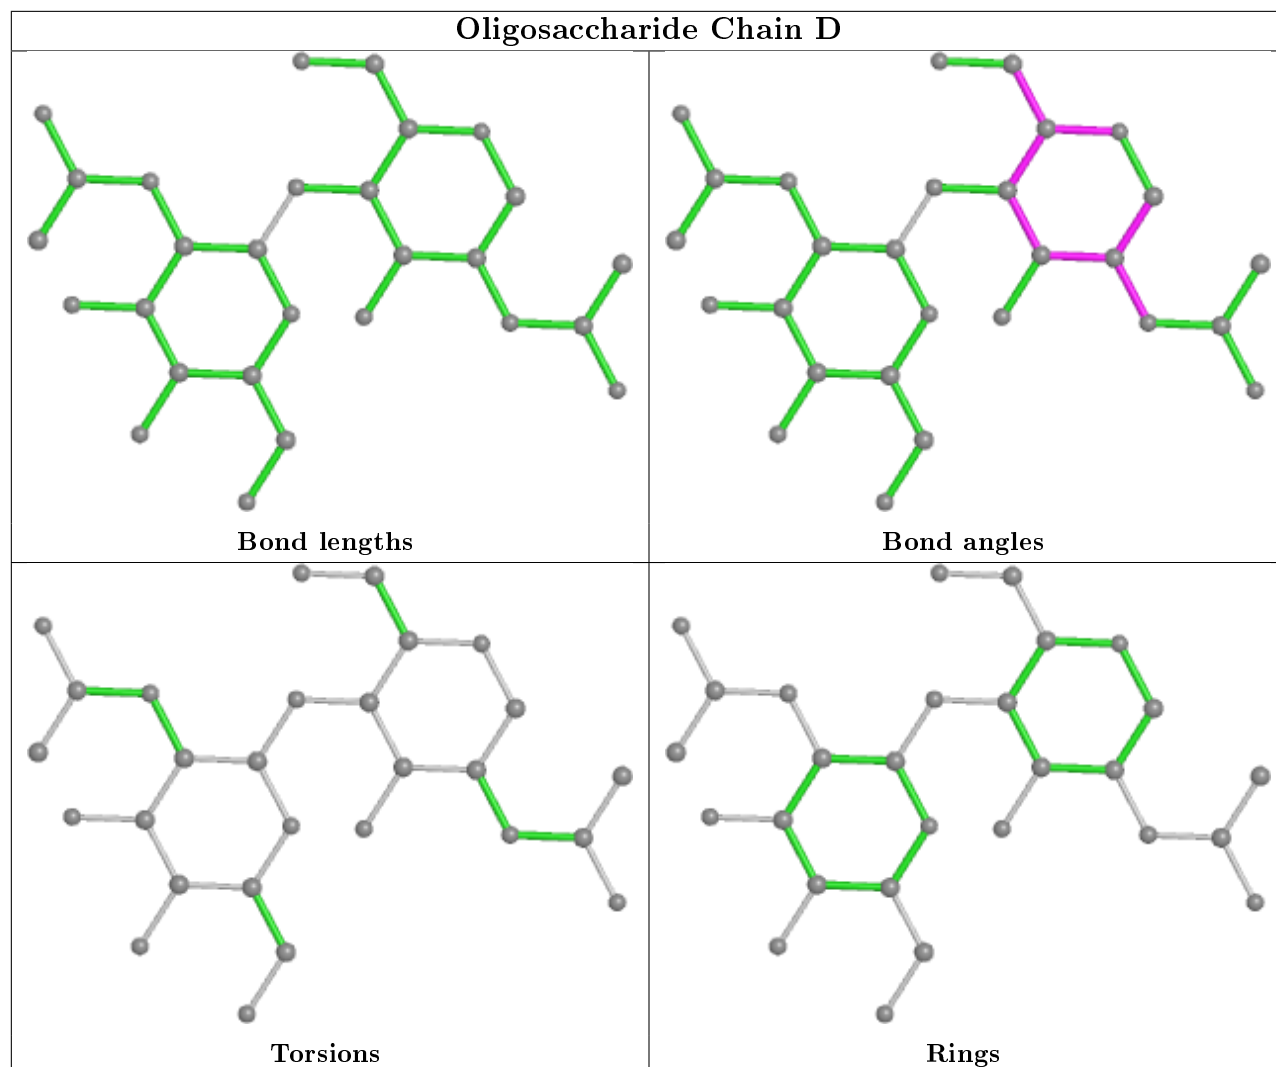 Oligosaccharide Chain D
Bond lengths
Bond angles
Torsions
Rings